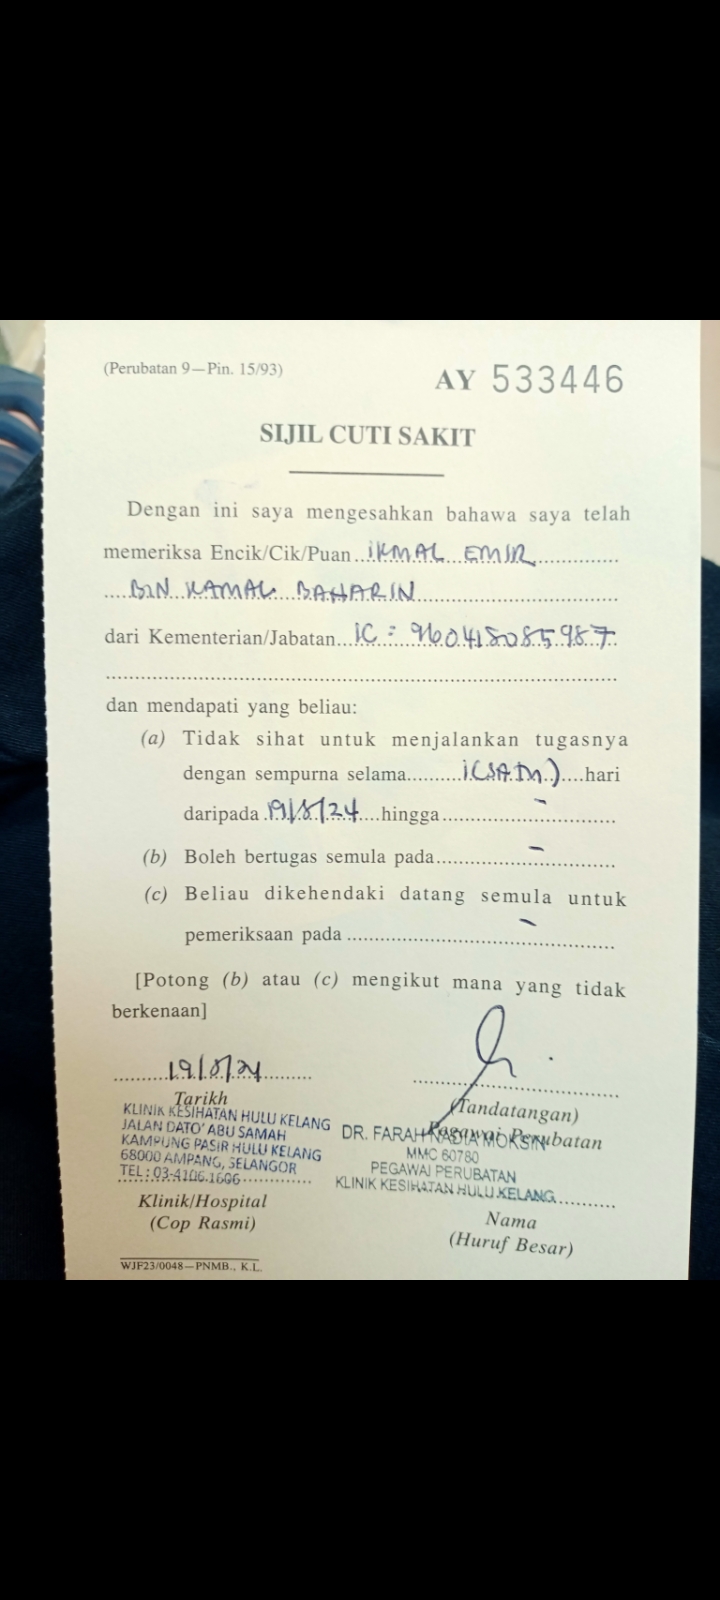 (Perubatan 9—Pin. 15/93)
AY 533446
SIJIL CUTI SAKIT
Dengan ini saya mengesahkan bahawa saya telah
memeriksa Encik/Cik/Puan...IKMAL EMIR...
...BIN KAMAL BAHARIN...
dari Kementerian/Jabatan...IC : 960418085987
dan mendapati yang beliau:
(a) Tidak sihat untuk menjalankan tugasnya
dengan sempurna selama...1 (SATU)...hari
daripada 19/8/24...hingga... -
(b) Boleh bertugas semula pada... -
(c) Beliau dikehendaki datang semula untuk
pemeriksaan pada ... -
[Potong (b) atau (c) mengikut mana yang tidak
berkenaan]
19/8/24
Tarikh
KLINIK KESIHATAN HULU KELANG
JALAN DATO' ABU SAMAH
KAMPUNG PASIR HULU KELANG
68000 AMPANG, SELANGOR
TEL : 03-4106.1606
Klinik/Hospital
(Cop Rasmi)
(Tandatangan)
Pegawai Perubatan
DR. FARAH NADIA MOKSIN
MMC 60780
PEGAWAI PERUBATAN
KLINIK KESIHATAN HULU KELANG
Nama
(Huruf Besar)
WJF23/0048—PNMB., K.L.